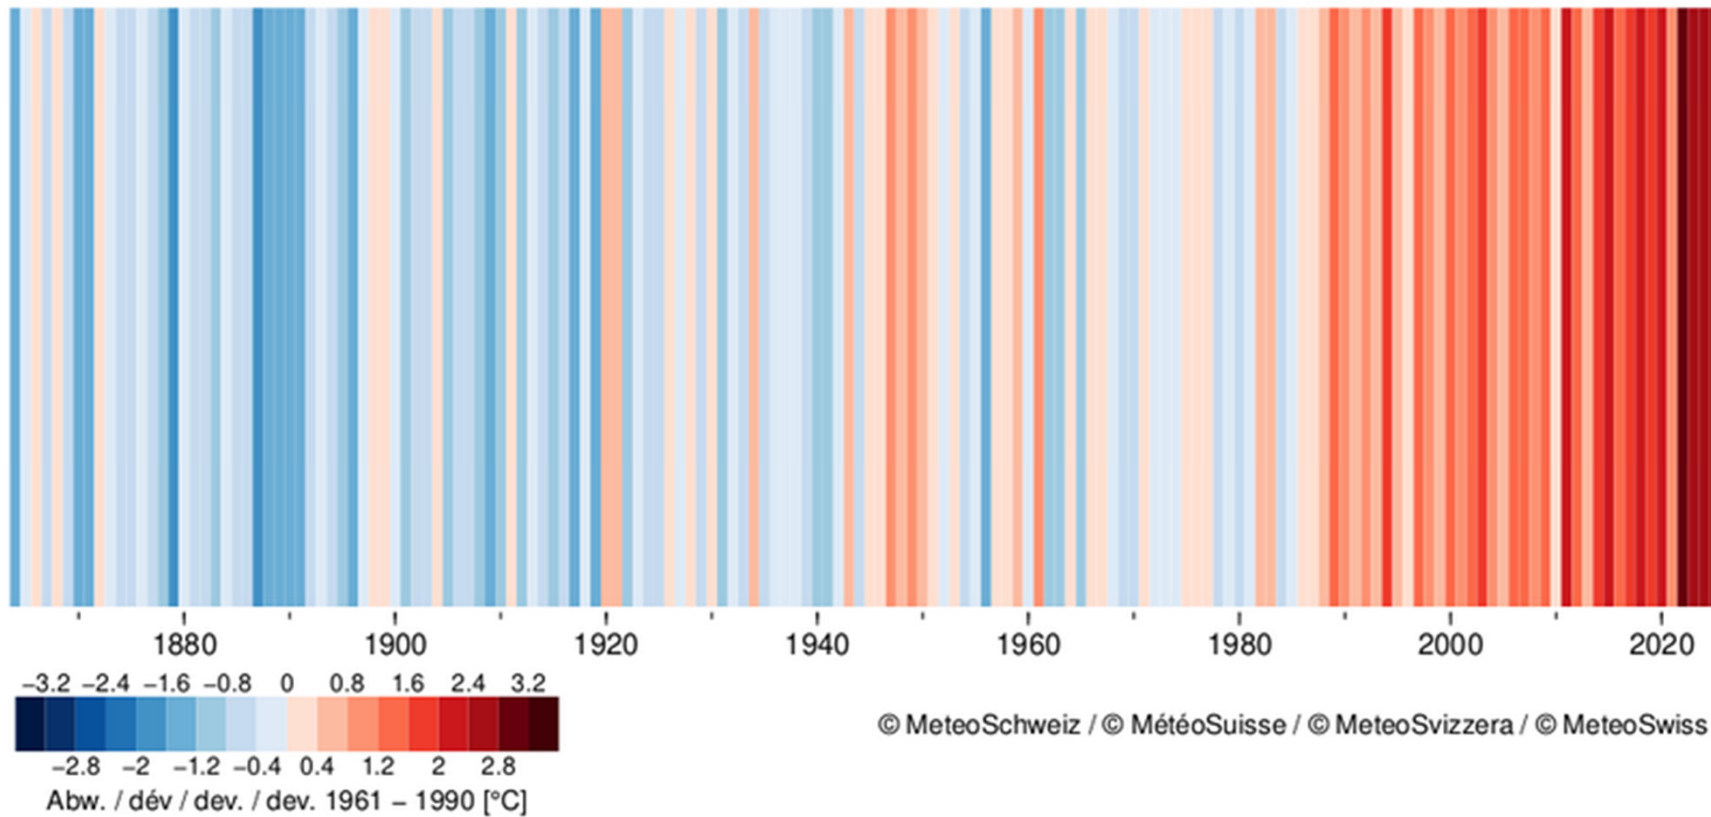 1880 1900 1920 1940 1960 1980 2000 2020
−3.2 −2.4 −1.6 −0.8 0 0.8 1.6 2.4 3.2
© MeteoSchweiz / © MétéoSuisse / © MeteoSvizzera / © MeteoSwiss
−2.8 −2 −1.2 −0.4 0.4 1.2 2 2.8
Abw. / dév / dev. / dev. 1961 − 1990 [°C]